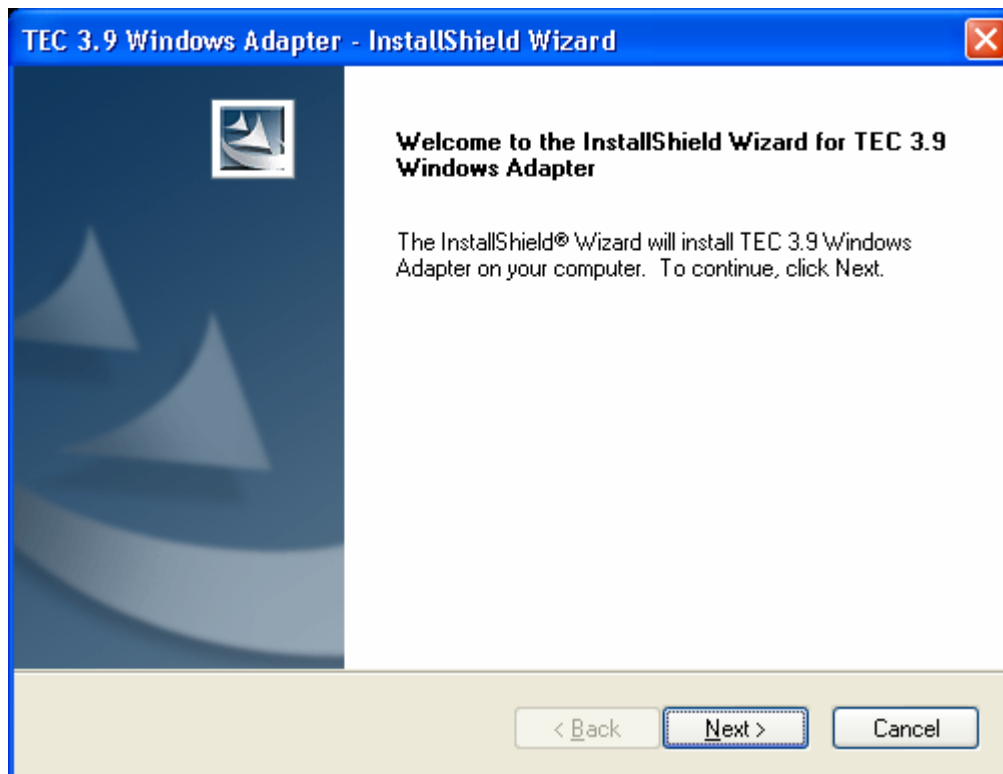 TEC 3.9 Windows Adapter - InstallShield Wizard
Welcome to the InstallShield Wizard for TEC 3.9
Windows Adapter
The InstallShield® Wizard will install TEC 3.9 Windows
Adapter on your computer.  To continue, click Next.
< Back
Next >
Cancel